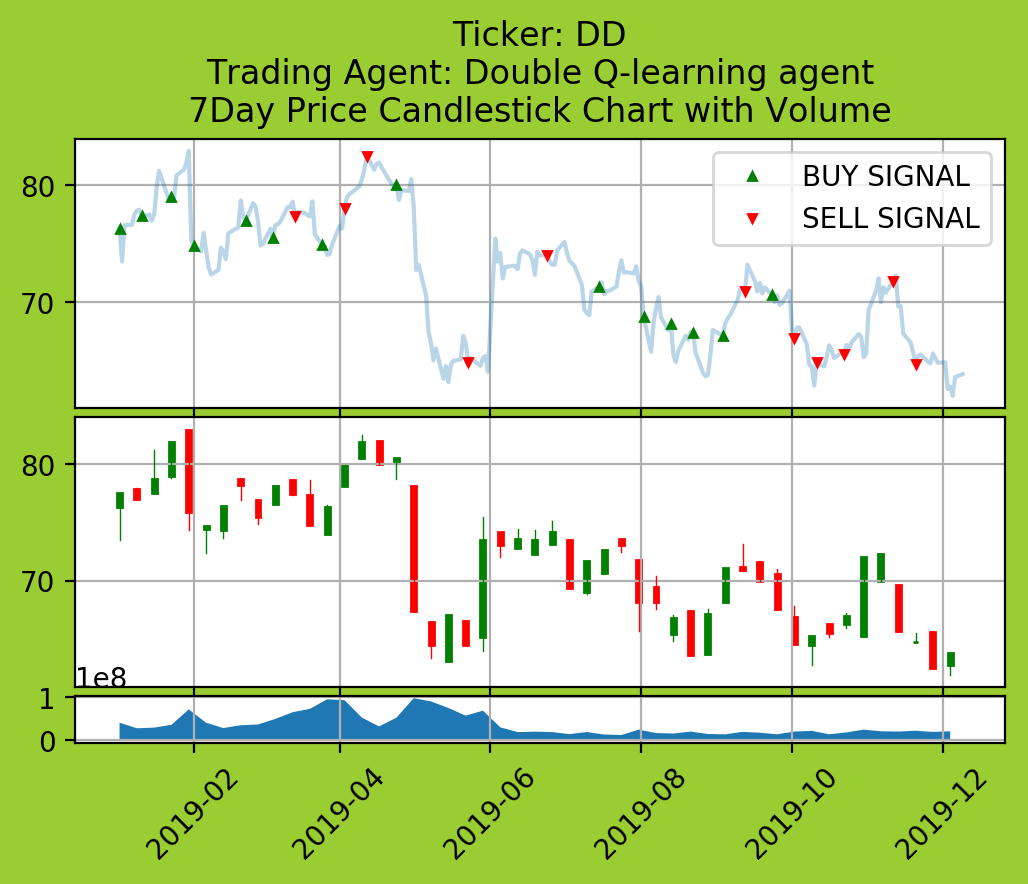 Ticker: DD
Trading Agent: Double Q-learning agent
7Day Price Candlestick Chart with Volume
80
70
BUY SIGNAL
SELL SIGNAL
80
70
1e8
1
0
2019-02
2019-04
2019-06
2019-08
2019-10
2019-12